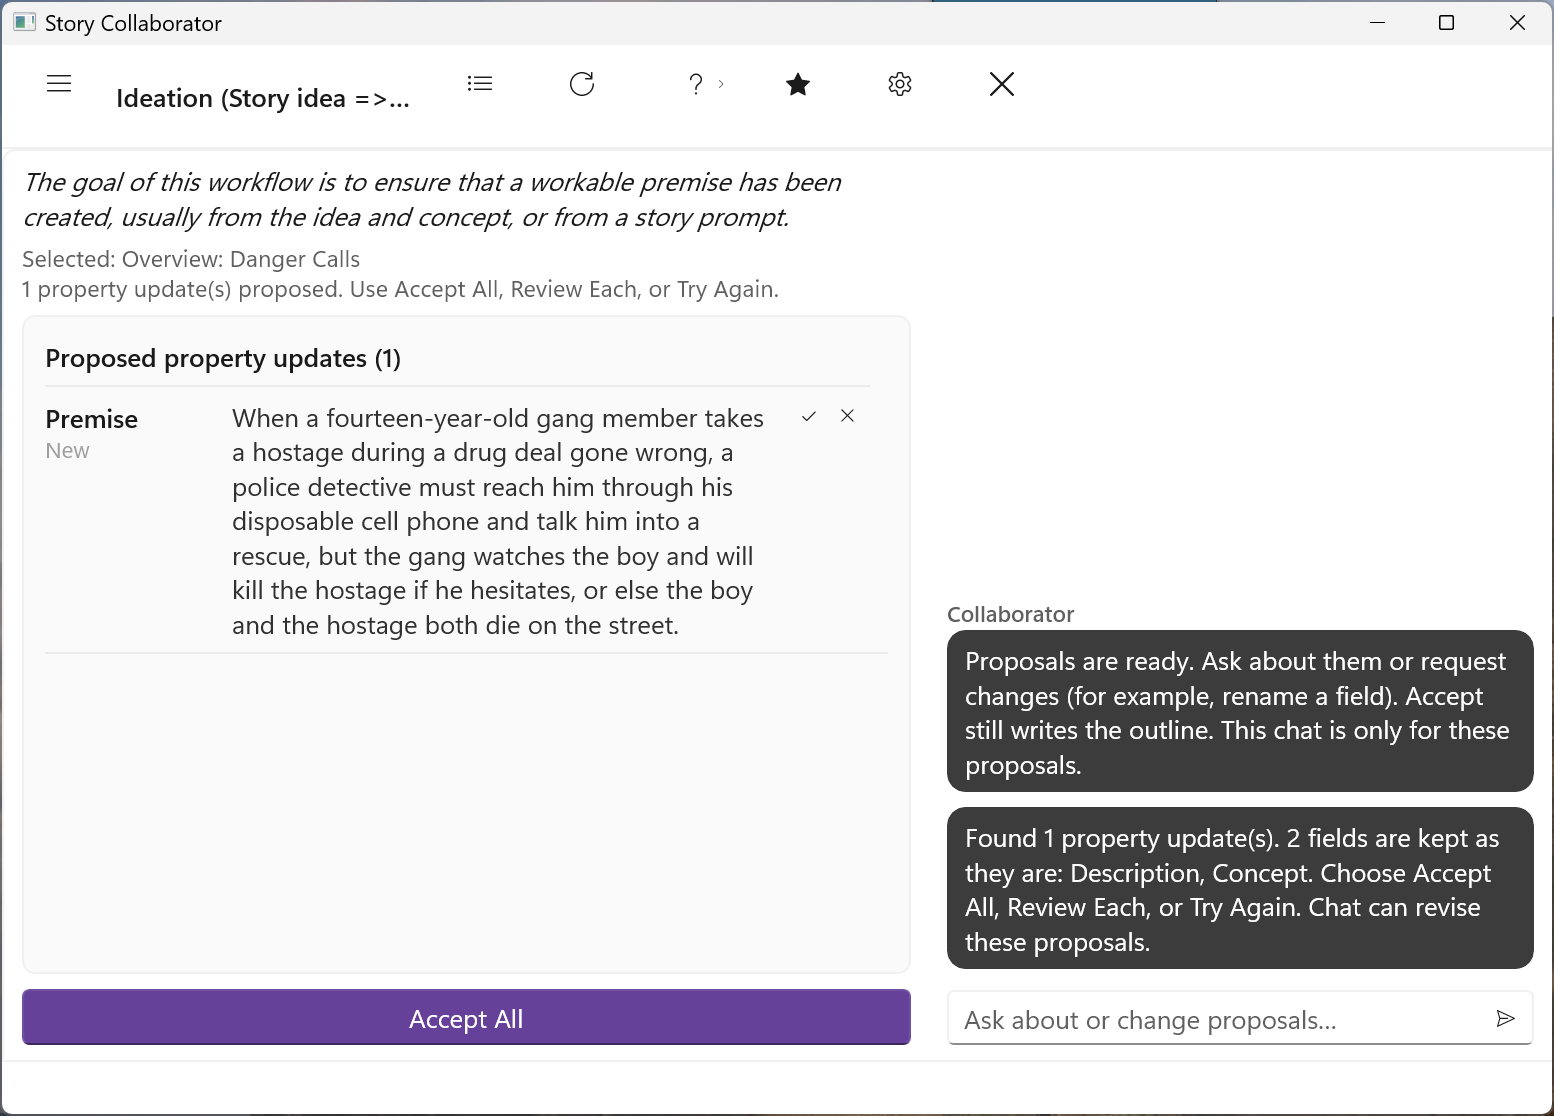 Story Collaborator
Ideation (Story idea =>...
?
The goal of this workflow is to ensure that a workable premise has been
created, usually from the idea and concept, or from a story prompt.
Selected: Overview: Danger Calls
1 property update(s) proposed. Use Accept All, Review Each, or Try Again.
Proposed property updates (1)
Premise
New
When a fourteen-year-old gang member takes
a hostage during a drug deal gone wrong, a
police detective must reach him through his
disposable cell phone and talk him into a
rescue, but the gang watches the boy and will
kill the hostage if he hesitates, or else the boy
and the hostage both die on the street.
Accept All
Collaborator
Proposals are ready. Ask about them or request
changes (for example, rename a field). Accept
still writes the outline. This chat is only for these
proposals.
Found 1 property update(s). 2 fields are kept as
they are: Description, Concept. Choose Accept
All, Review Each, or Try Again. Chat can revise
these proposals.
Ask about or change proposals...